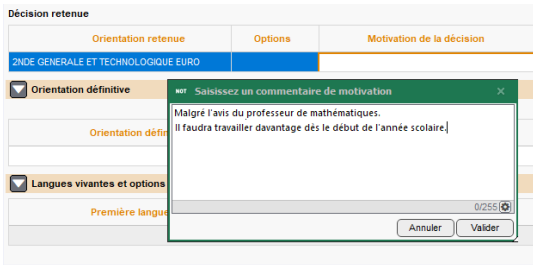 Décision retenue
Orientation retenue Options Motivation de la décision
2NDE GENERALE ET TECHNOLOGIQUE EURO
Orientation définitive
NOT Saisissez un commentaire de motivation
Malgré l'avis du professeur de mathématiques.
Il faudra travailler davantage dès le début de l'année scolaire.
Orientation défin
Langues vivantes et options
Première langue
0/255
Annuler Valider